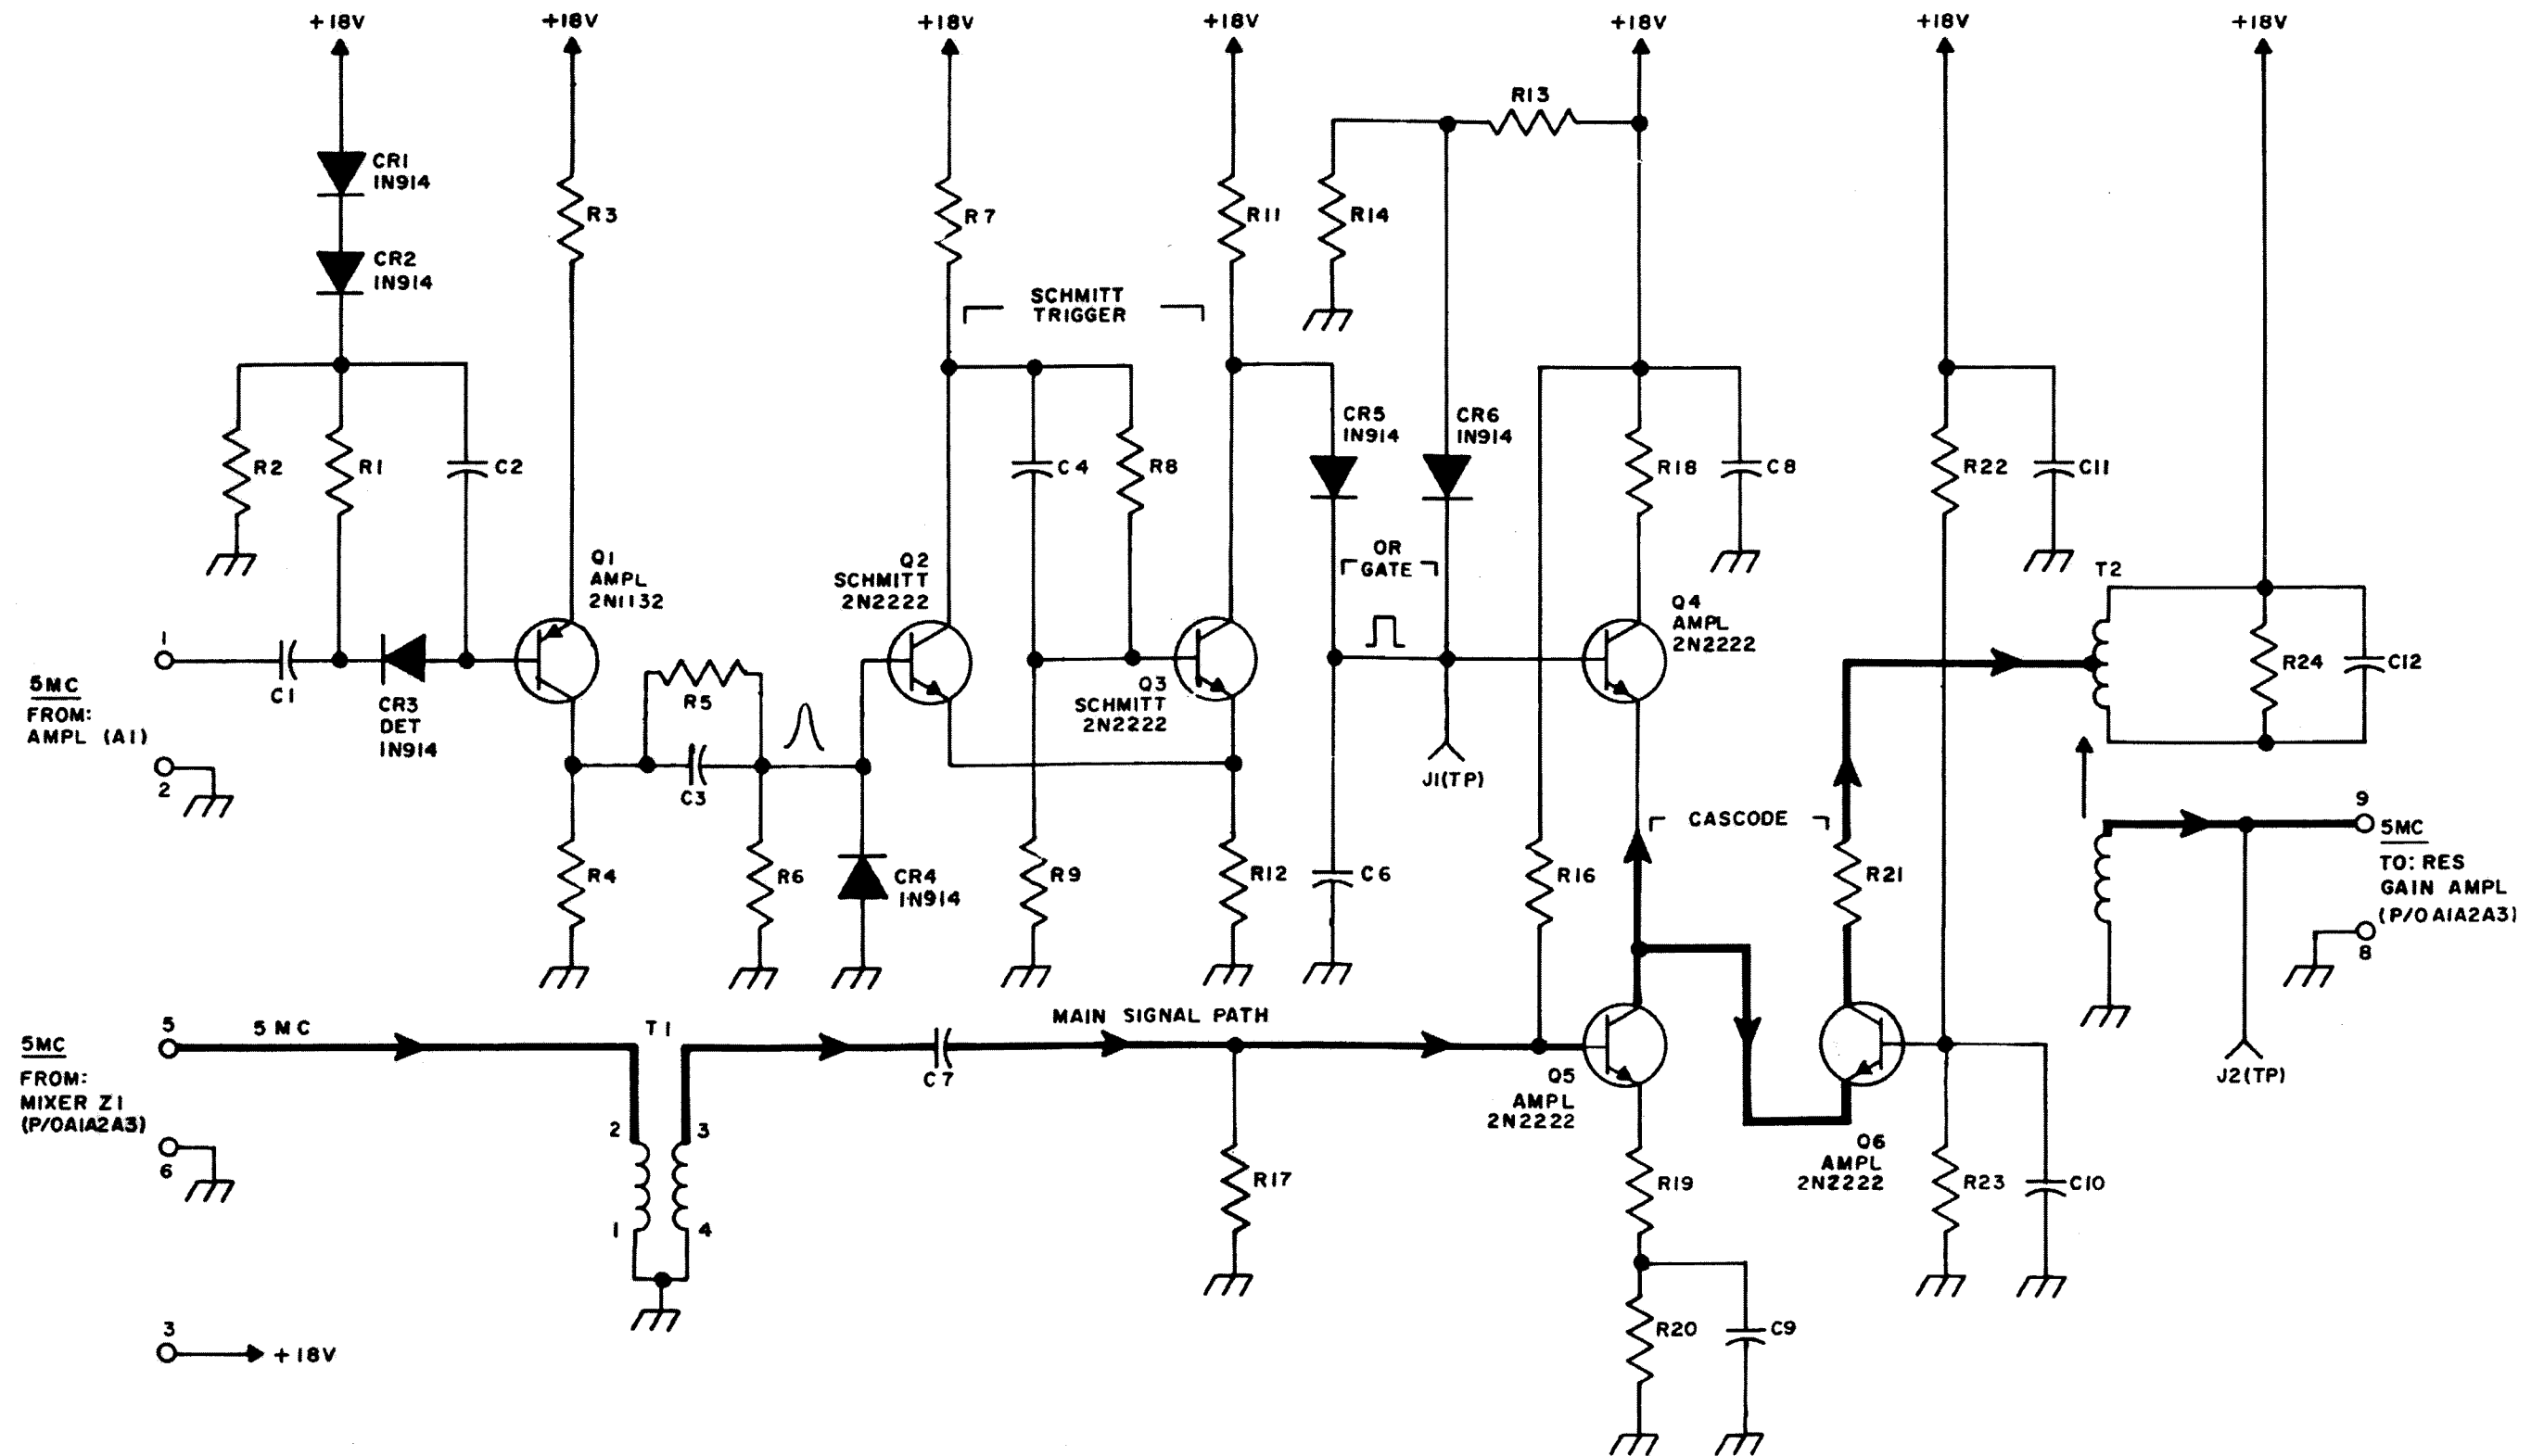 +18V
+18V
+18V
+18V
+18V
+18V
+18V
R13
CR1
1N914
R3
R7
R11
R14
CR2
1N914
SCHMITT
TRIGGER
CR5
1N914
CR6
1N914
R2
R1
C2
C4
R8
R18
C8
R22
C11
OR
GATE
Q1
AMPL
2N1132
Q2
SCHMITT
2N2222
T2
Q4
AMPL
2N2222
1
C1
5MC
FROM:
AMPL (A1)
2
CR3
DET
1N914
R5
C3
Q3
SCHMITT
2N2222
R24
C12
J1(TP)
CASCODE
9
5MC
TO: RES
GAIN AMPL
(P/OA1A2A3)
8
R4
R6
CR4
1N914
R9
R12
C6
R16
R21
5
5MC
T1
MAIN SIGNAL PATH
5MC
FROM:
MIXER Z1
(P/OA1A2A3)
6
C7
Q5
AMPL
2N2222
J2(TP)
2
3
1
4
R17
R19
Q6
AMPL
2N2222
R23
C10
3
+18V
R20
C9